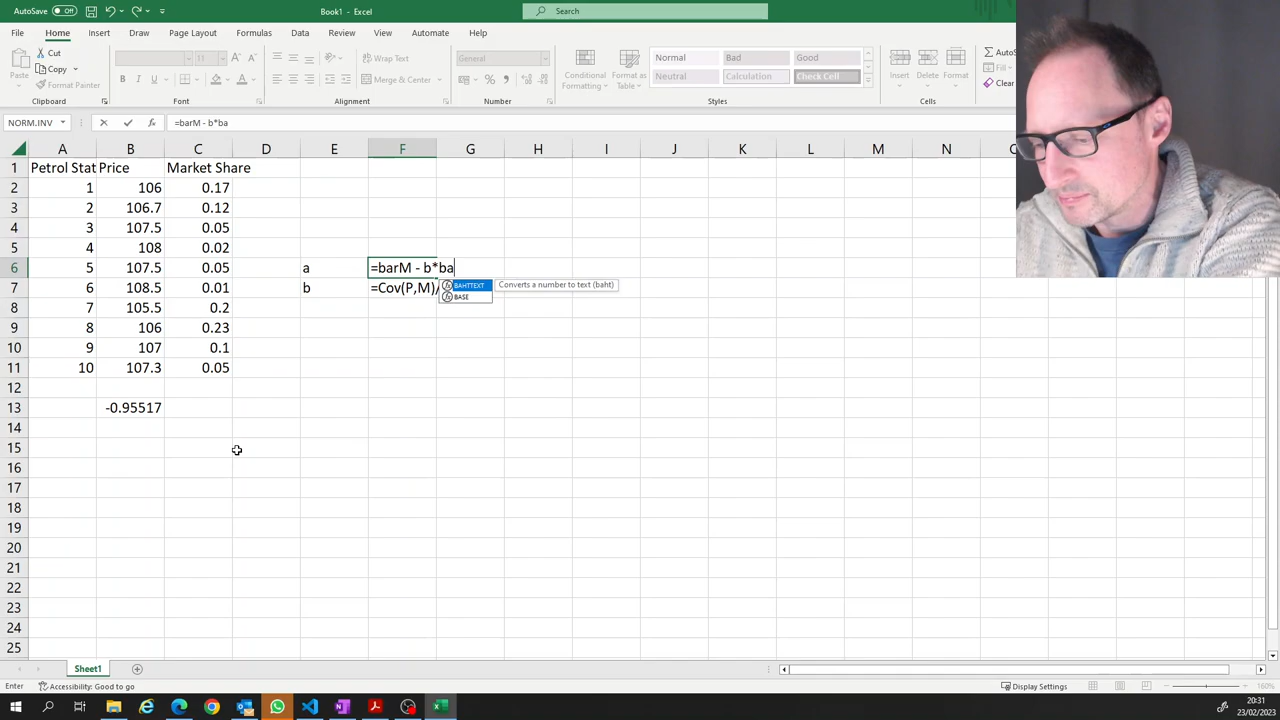 AutoSave Off Book1 - Excel Search
File Home Insert Draw Page Layout Formulas Data Review View Automate Help
Paste Cut Copy Format Painter Wrap Text Merge & Center General Conditional Formatting Format as Table Normal Bad Good Neutral Calculation Check Cell Insert Delete Format AutoS Fill Clear
Clipboard Font Alignment Number Styles Cells
NORM.INV =barM - b*ba
A B C D E F G H I J K L M N
1 Petrol Stat Price Market Share
2 1 106 0.17
3 2 106.7 0.12
4 3 107.5 0.05
5 4 108 0.02
6 5 107.5 0.05 a =barM - b*ba
7 6 108.5 0.01 b =Cov(P,M)/ BAHTTEXT Converts a number to text (baht)
BASE
8 7 105.5 0.2
9 8 106 0.23
10 9 107 0.1
11 10 107.3 0.05
12
13 -0.95517
14
15
16
17
18
19
20
21
22
23
24
25
Sheet1
Enter Accessibility: Good to go Display Settings 160%
20:31
23/02/2023